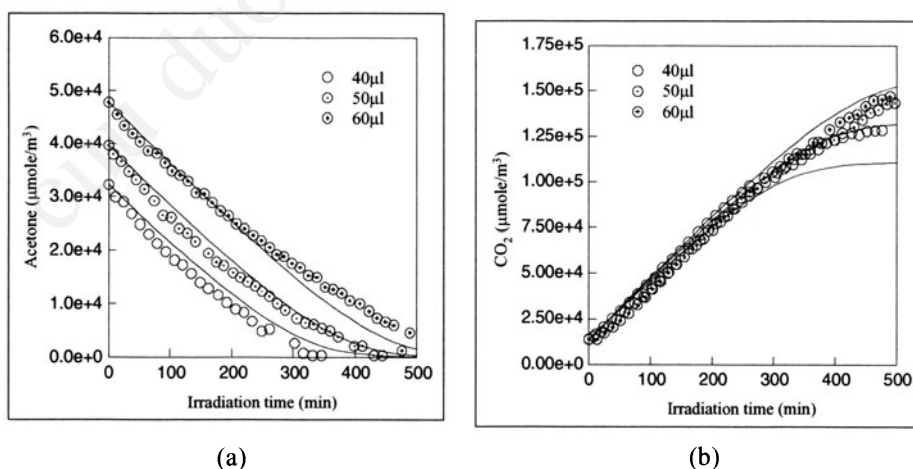 6.0e+4
5.0e+4
4.0e+4
3.0e+4
2.0e+4
1.0e+4
0.0e+0
Acetone (μmole/m³)
40μl
50μl
60μl
0 100 200 300 400 500
Irradiation time (min)
(a)
1.75e+5
1.50e+5
1.25e+5
1.00e+5
7.50e+4
5.00e+4
2.50e+4
0.00e+0
CO₂ (μmole/m³)
40μl
50μl
60μl
0 100 200 300 400 500
Irradiation time (min)
(b)